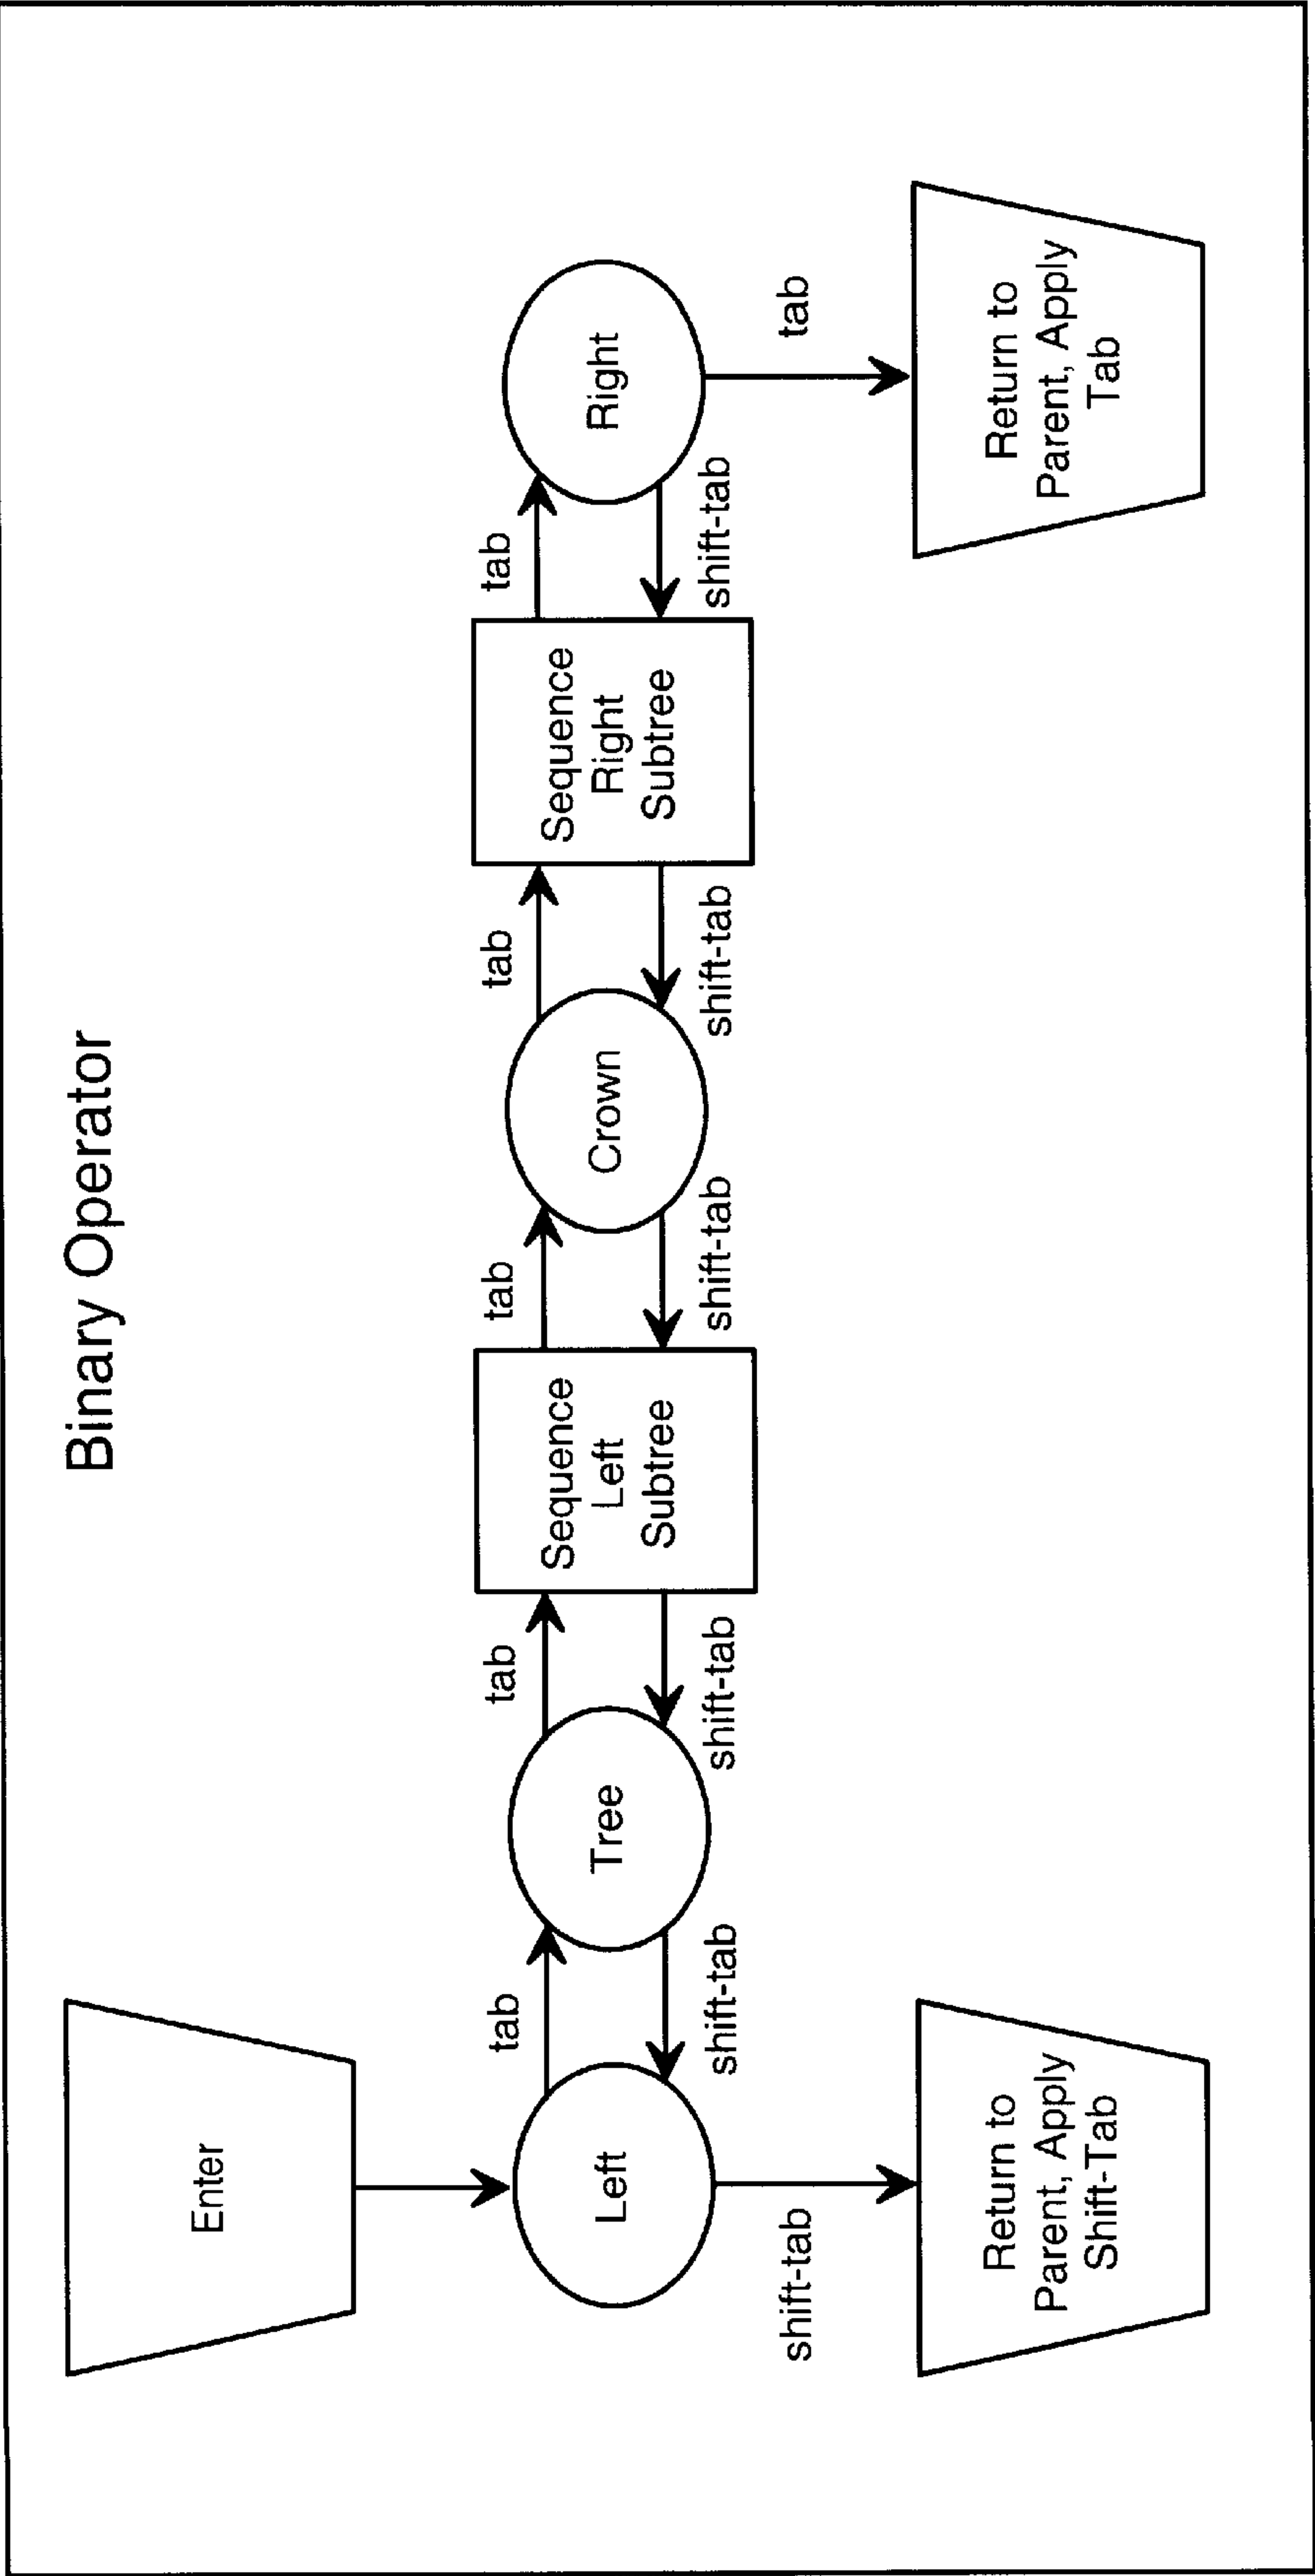 Binary Operator
Enter
Left
shift-tab
Return to
Parent, Apply
Shift-Tab
tab
shift-tab
Tree
tab
shift-tab
Sequence
Left
Subtree
tab
shift-tab
Crown
tab
shift-tab
Sequence
Right
Subtree
tab
shift-tab
Right
tab
Return to
Parent, Apply
Tab